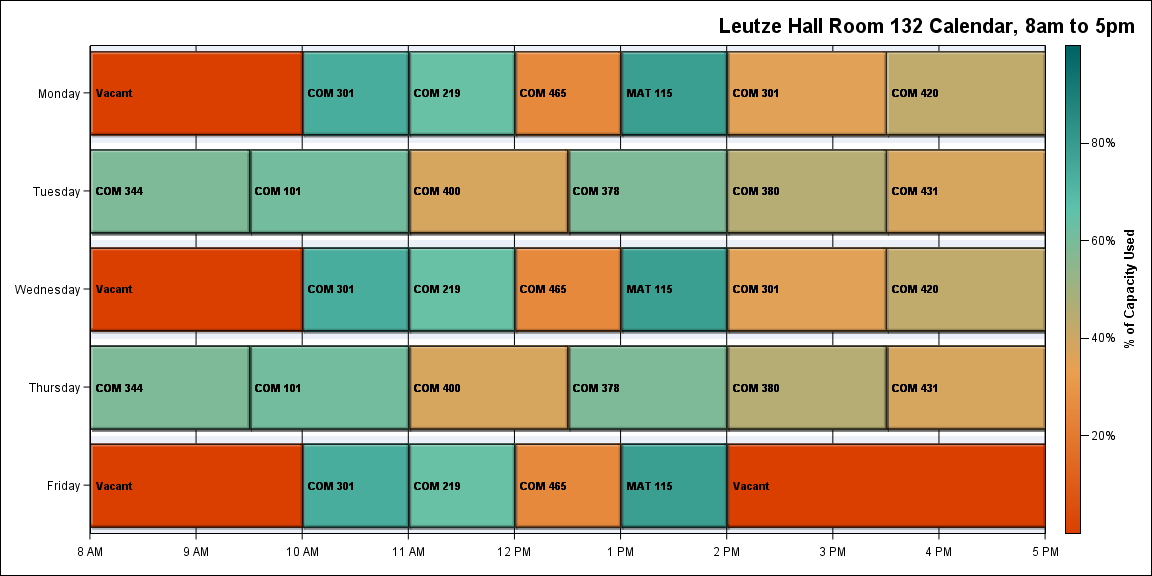 Leutze Hall Room 132 Calendar, 8am to 5pm
Monday
Vacant
COM 301
COM 219
COM 465
MAT 115
COM 301
COM 420
Tuesday
COM 344
COM 101
COM 400
COM 378
COM 380
COM 431
Wednesday
Vacant
COM 301
COM 219
COM 465
MAT 115
COM 301
COM 420
Thursday
COM 344
COM 101
COM 400
COM 378
COM 380
COM 431
Friday
Vacant
COM 301
COM 219
COM 465
MAT 115
Vacant
8 AM
9 AM
10 AM
11 AM
12 PM
1 PM
2 PM
3 PM
4 PM
5 PM
80%
60%
40%
20%
% of Capacity Used